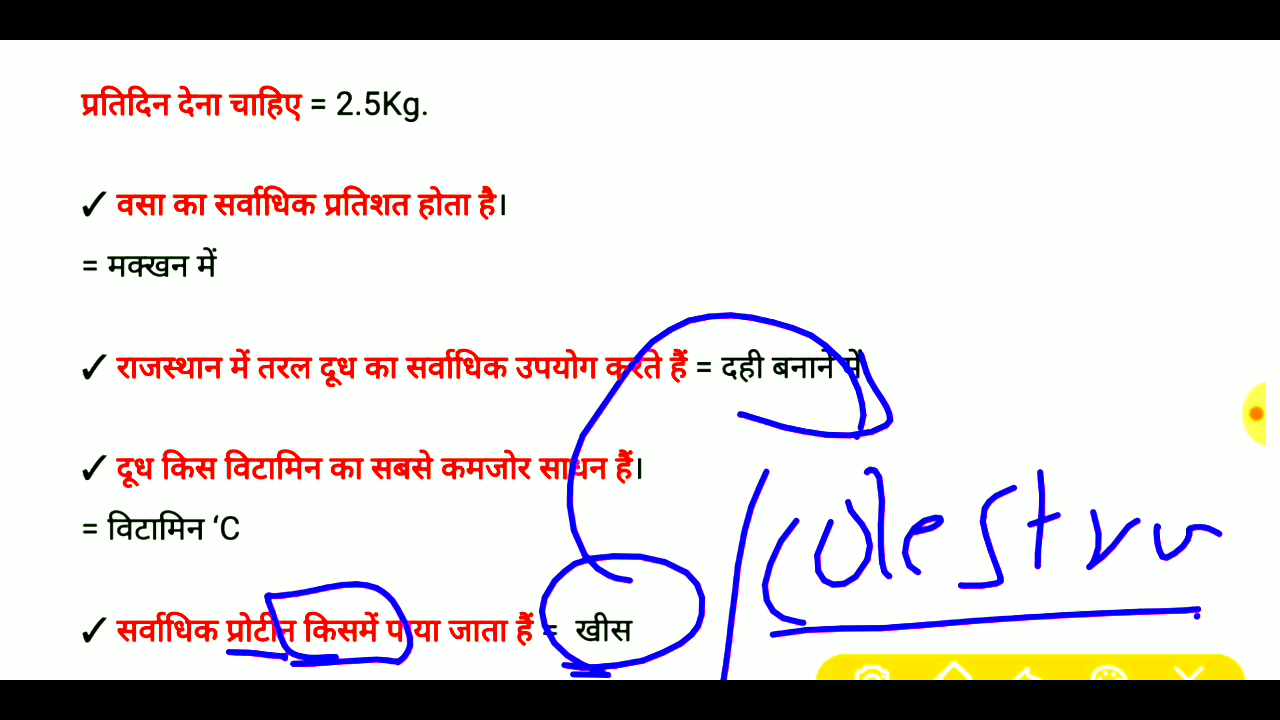 प्रतिदिन देना चाहिए = 2.5Kg.
✓ वसा का सर्वाधिक प्रतिशत होता है।
= मक्खन में
✓ राजस्थान में तरल दूध का सर्वाधिक उपयोग करते हैं = दही बनाने में
✓ दूध किस विटामिन का सबसे कमजोर साधन हैं।
= विटामिन ‘C
✓ सर्वाधिक प्रोटीन किसमें पाया जाता हैं = खीस